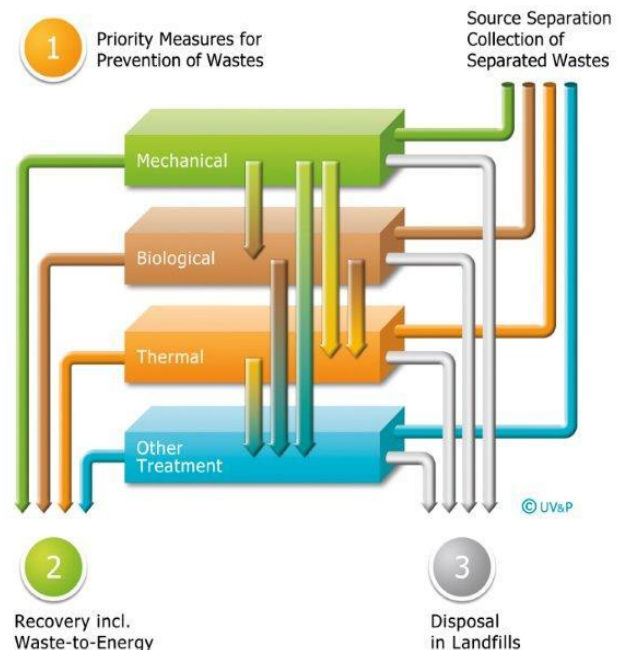 1
Priority Measures for
Prevention of Wastes
Source Separation
Collection of
Separated Wastes
Mechanical
Biological
Thermal
Other
Treatment
© UV&P
2
Recovery incl.
Waste-to-Energy
3
Disposal
in Landfills